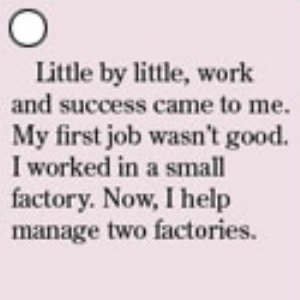 Little by little, work
and success came to me.
My first job wasn't good.
I worked in a small
factory. Now, I help
manage two factories.